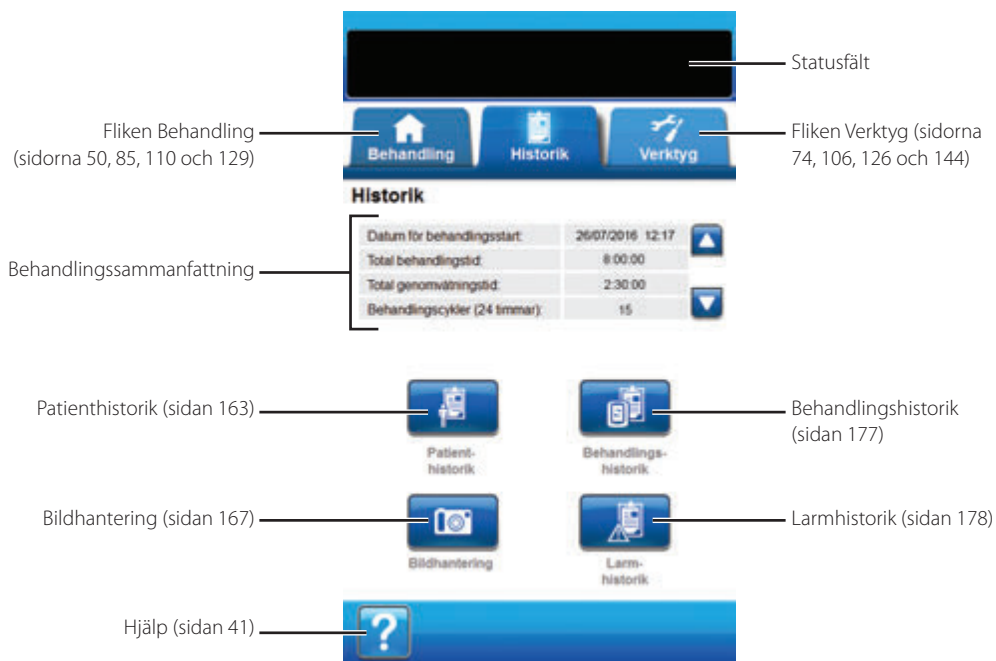 Statusfält
Fliken Behandling
(sidorna 50, 85, 110 och 129)
Behandling
Historik
Verktyg
Fliken Verktyg (sidorna
74, 106, 126 och 144)
Historik
Behandlingssammanfattning
Datum för behandlingsstart: 26/07/2016 12:17
Total behandlingstid: 8:00:00
Total genomvätningstid: 2:30:00
Behandlingscykler (24 timmar): 15
Patienthistorik (sidan 163)
Patient-
historik
Behandlings-
historik
Behandlingshistorik
(sidan 177)
Bildhantering (sidan 167)
Bildhantering
Larm-
historik
Larmhistorik (sidan 178)
Hjälp (sidan 41)
?